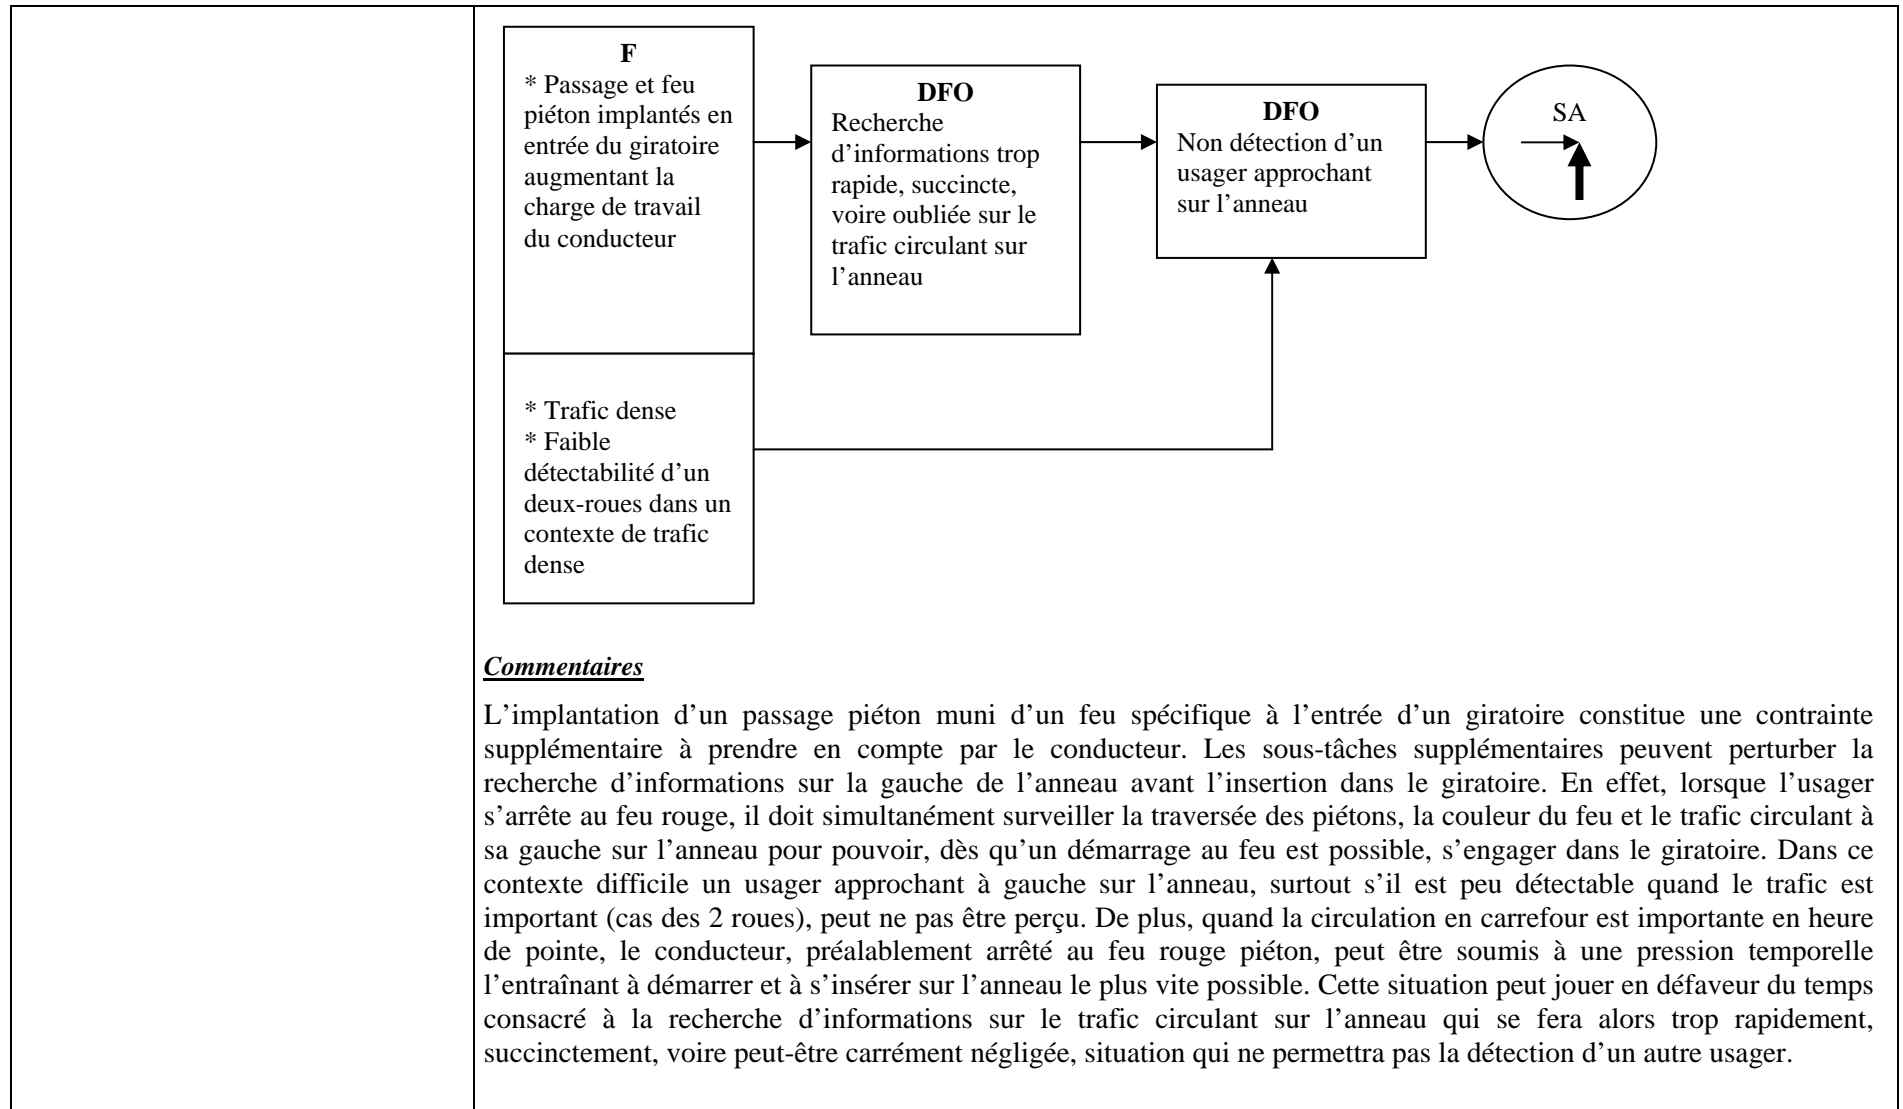 F
* Passage et feu
piéton implantés en
entrée du giratoire
augmentant la
charge de travail
du conducteur
* Trafic dense
* Faible
détectabilité d’un
deux-roues dans un
contexte de trafic
dense
DFO
Recherche
d’informations trop
rapide, succincte,
voire oubliée sur le
trafic circulant sur
l’anneau
DFO
Non détection d’un
usager approchant
sur l’anneau
SA
Commentaires
L’implantation d’un passage piéton muni d’un feu spécifique à l’entrée d’un giratoire constitue une contrainte
supplémentaire à prendre en compte par le conducteur. Les sous-tâches supplémentaires peuvent perturber la
recherche d’informations sur la gauche de l’anneau avant l’insertion dans le giratoire. En effet, lorsque l’usager
s’arrête au feu rouge, il doit simultanément surveiller la traversée des piétons, la couleur du feu et le trafic circulant à
sa gauche sur l’anneau pour pouvoir, dès qu’un démarrage au feu est possible, s’engager dans le giratoire. Dans ce
contexte difficile un usager approchant à gauche sur l’anneau, surtout s’il est peu détectable quand le trafic est
important (cas des 2 roues), peut ne pas être perçu. De plus, quand la circulation en carrefour est importante en heure
de pointe, le conducteur, préalablement arrêté au feu rouge piéton, peut être soumis à une pression temporelle
l’entraînant à démarrer et à s’insérer sur l’anneau le plus vite possible. Cette situation peut jouer en défaveur du temps
consacré à la recherche d’informations sur le trafic circulant sur l’anneau qui se fera alors trop rapidement,
succinctement, voire peut-être carrément négligée, situation qui ne permettra pas la détection d’un autre usager.